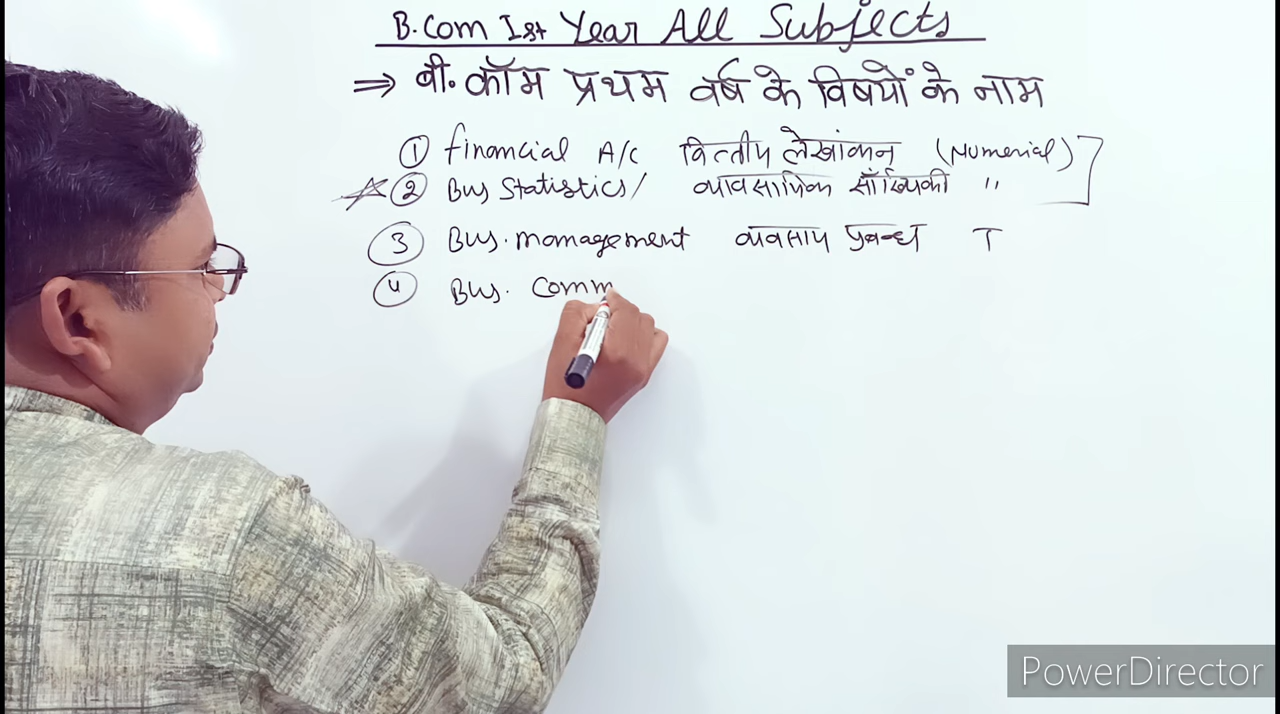 B.Com Ist Year All Subjects
⇒ बी. कॉम प्रथम वर्ष के विषयों के नाम
① Financial A/c वित्तीय लेखांकन (Numerial)
② Bus Statistics/ व्यावसायिक सांख्यिकी "
③ Bus. management व्यवसाय प्रबन्ध T
④ Bus. Comm
PowerDirector